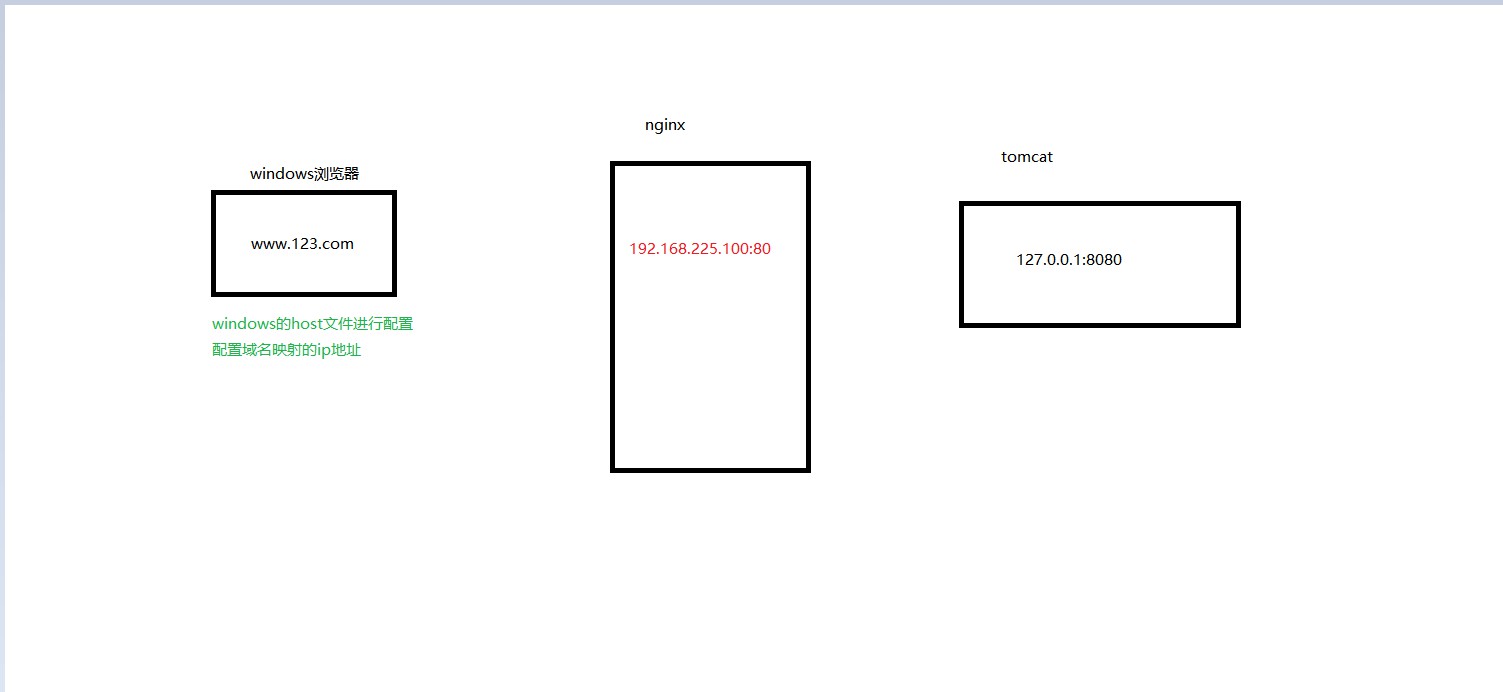 windows浏览器
www.123.com
windows的host文件进行配置
配置域名映射的ip地址
nginx
192.168.225.100:80
tomcat
127.0.0.1:8080